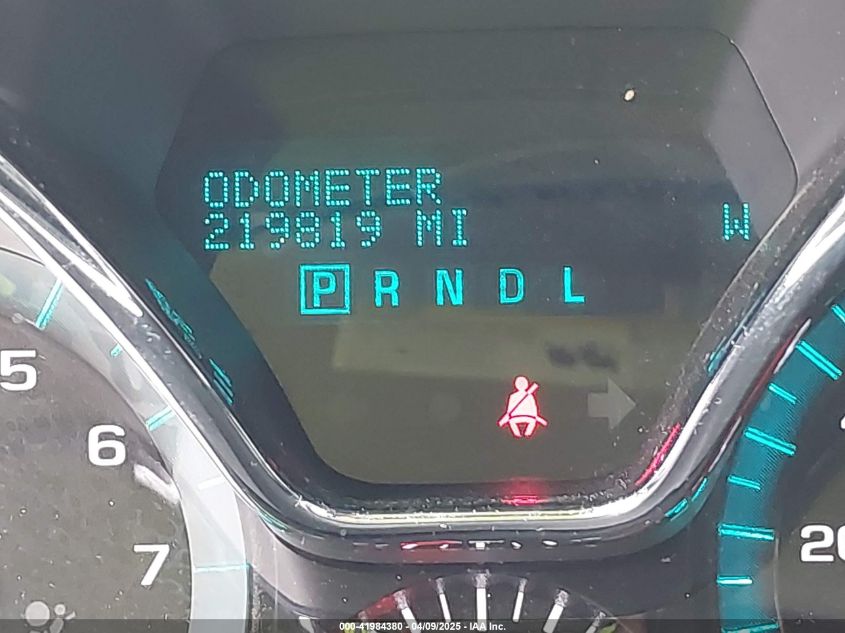 ODOMETER
219819 MI W
P R N D L
5
6
7
20
000-41984380 - 04/09/2025 - IAA Inc.